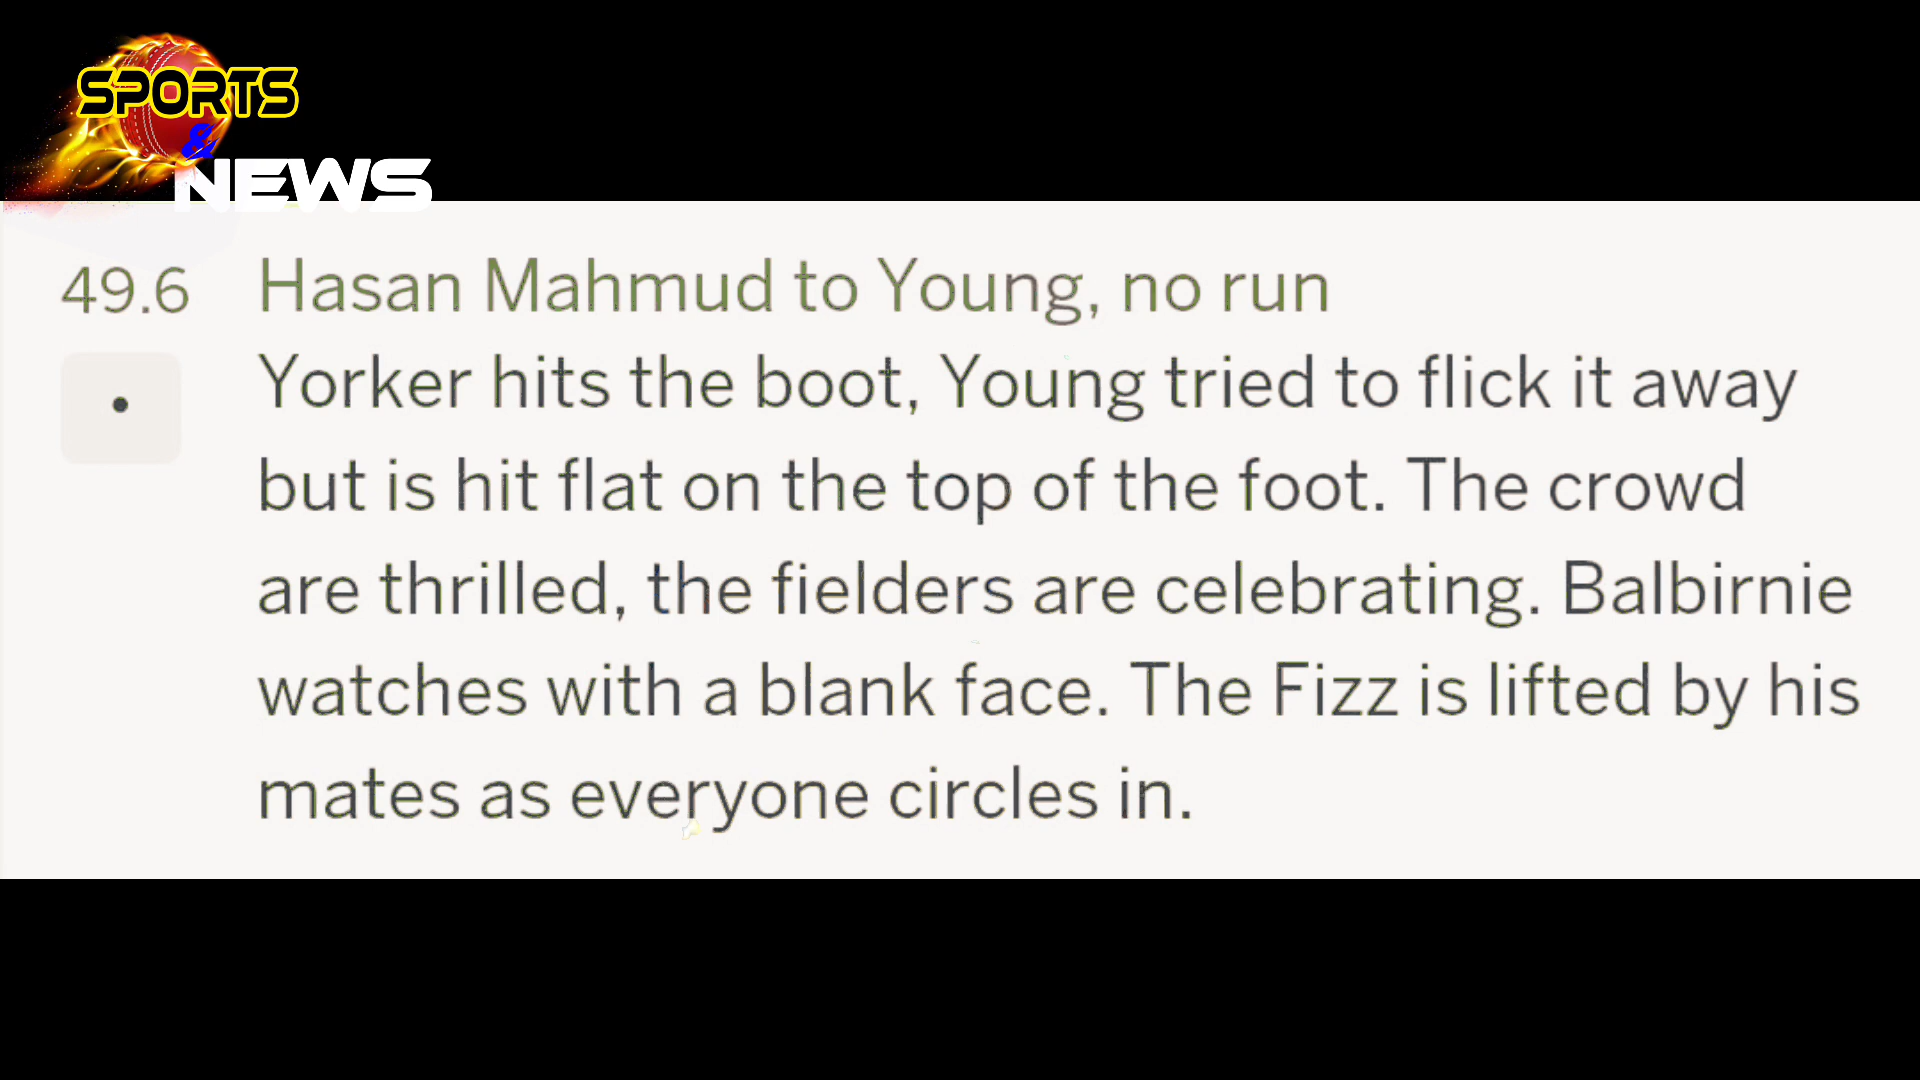 SPORTS
&
NEWS
49.6 Hasan Mahmud to Young, no run
• Yorker hits the boot, Young tried to flick it away
but is hit flat on the top of the foot. The crowd
are thrilled, the fielders are celebrating. Balbirnie
watches with a blank face. The Fizz is lifted by his
mates as everyone circles in.